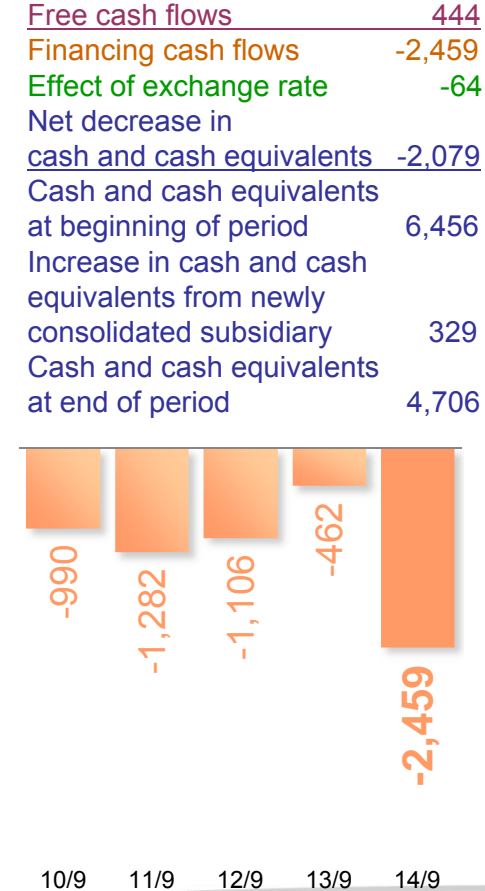 Free cash flows 444
Financing cash flows -2,459
Effect of exchange rate -64
Net decrease in
cash and cash equivalents -2,079
Cash and cash equivalents
at beginning of period 6,456
Increase in cash and cash
equivalents from newly
consolidated subsidiary 329
Cash and cash equivalents
at end of period 4,706
-990 -1,282 -1,106 -462 -2,459
10/9 11/9 12/9 13/9 14/9